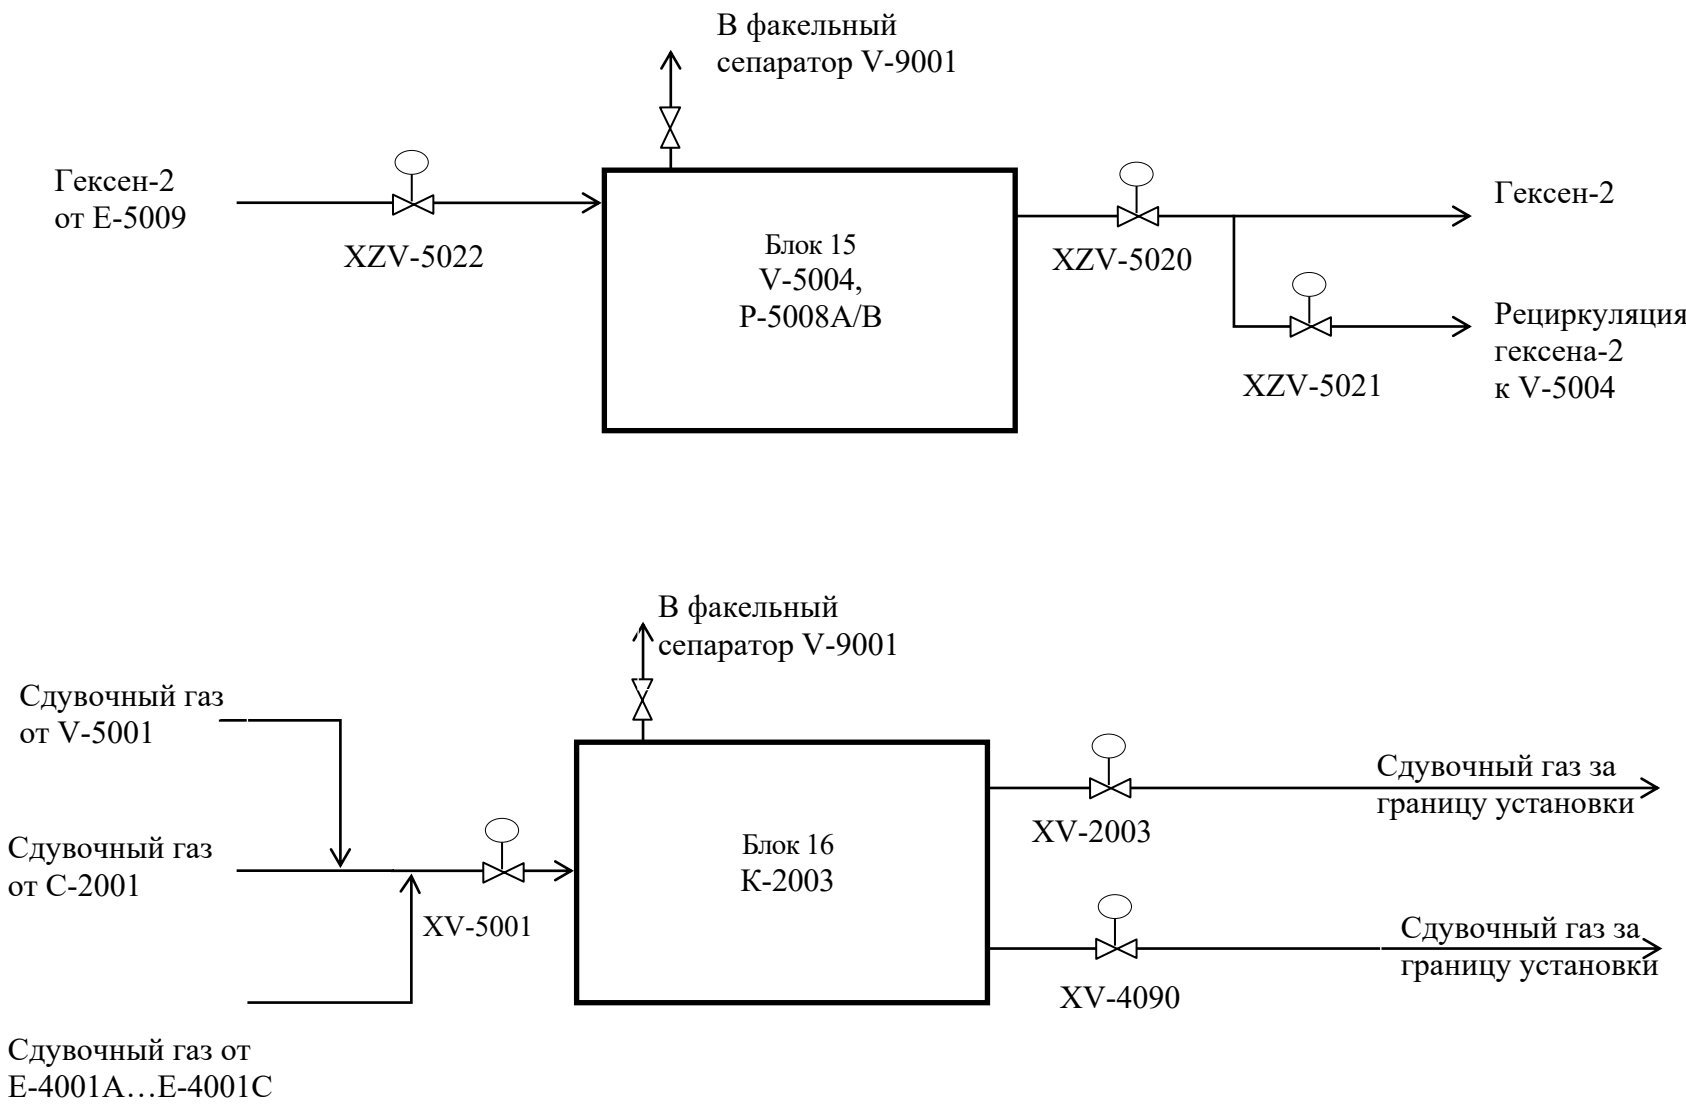 В факельный
сепаратор V-9001
Гексен-2
от Е-5009
XZV-5022
Блок 15
V-5004,
P-5008A/B
XZV-5020
Гексен-2
XZV-5021
Рециркуляция
гексена-2
к V-5004
В факельный
сепаратор V-9001
Сдувочный газ
от V-5001
Сдувочный газ
от С-2001
XV-5001
Сдувочный газ от
Е-4001А…Е-4001С
Блок 16
К-2003
XV-2003
Сдувочный газ за
границу установки
XV-4090
Сдувочный газ за
границу установки